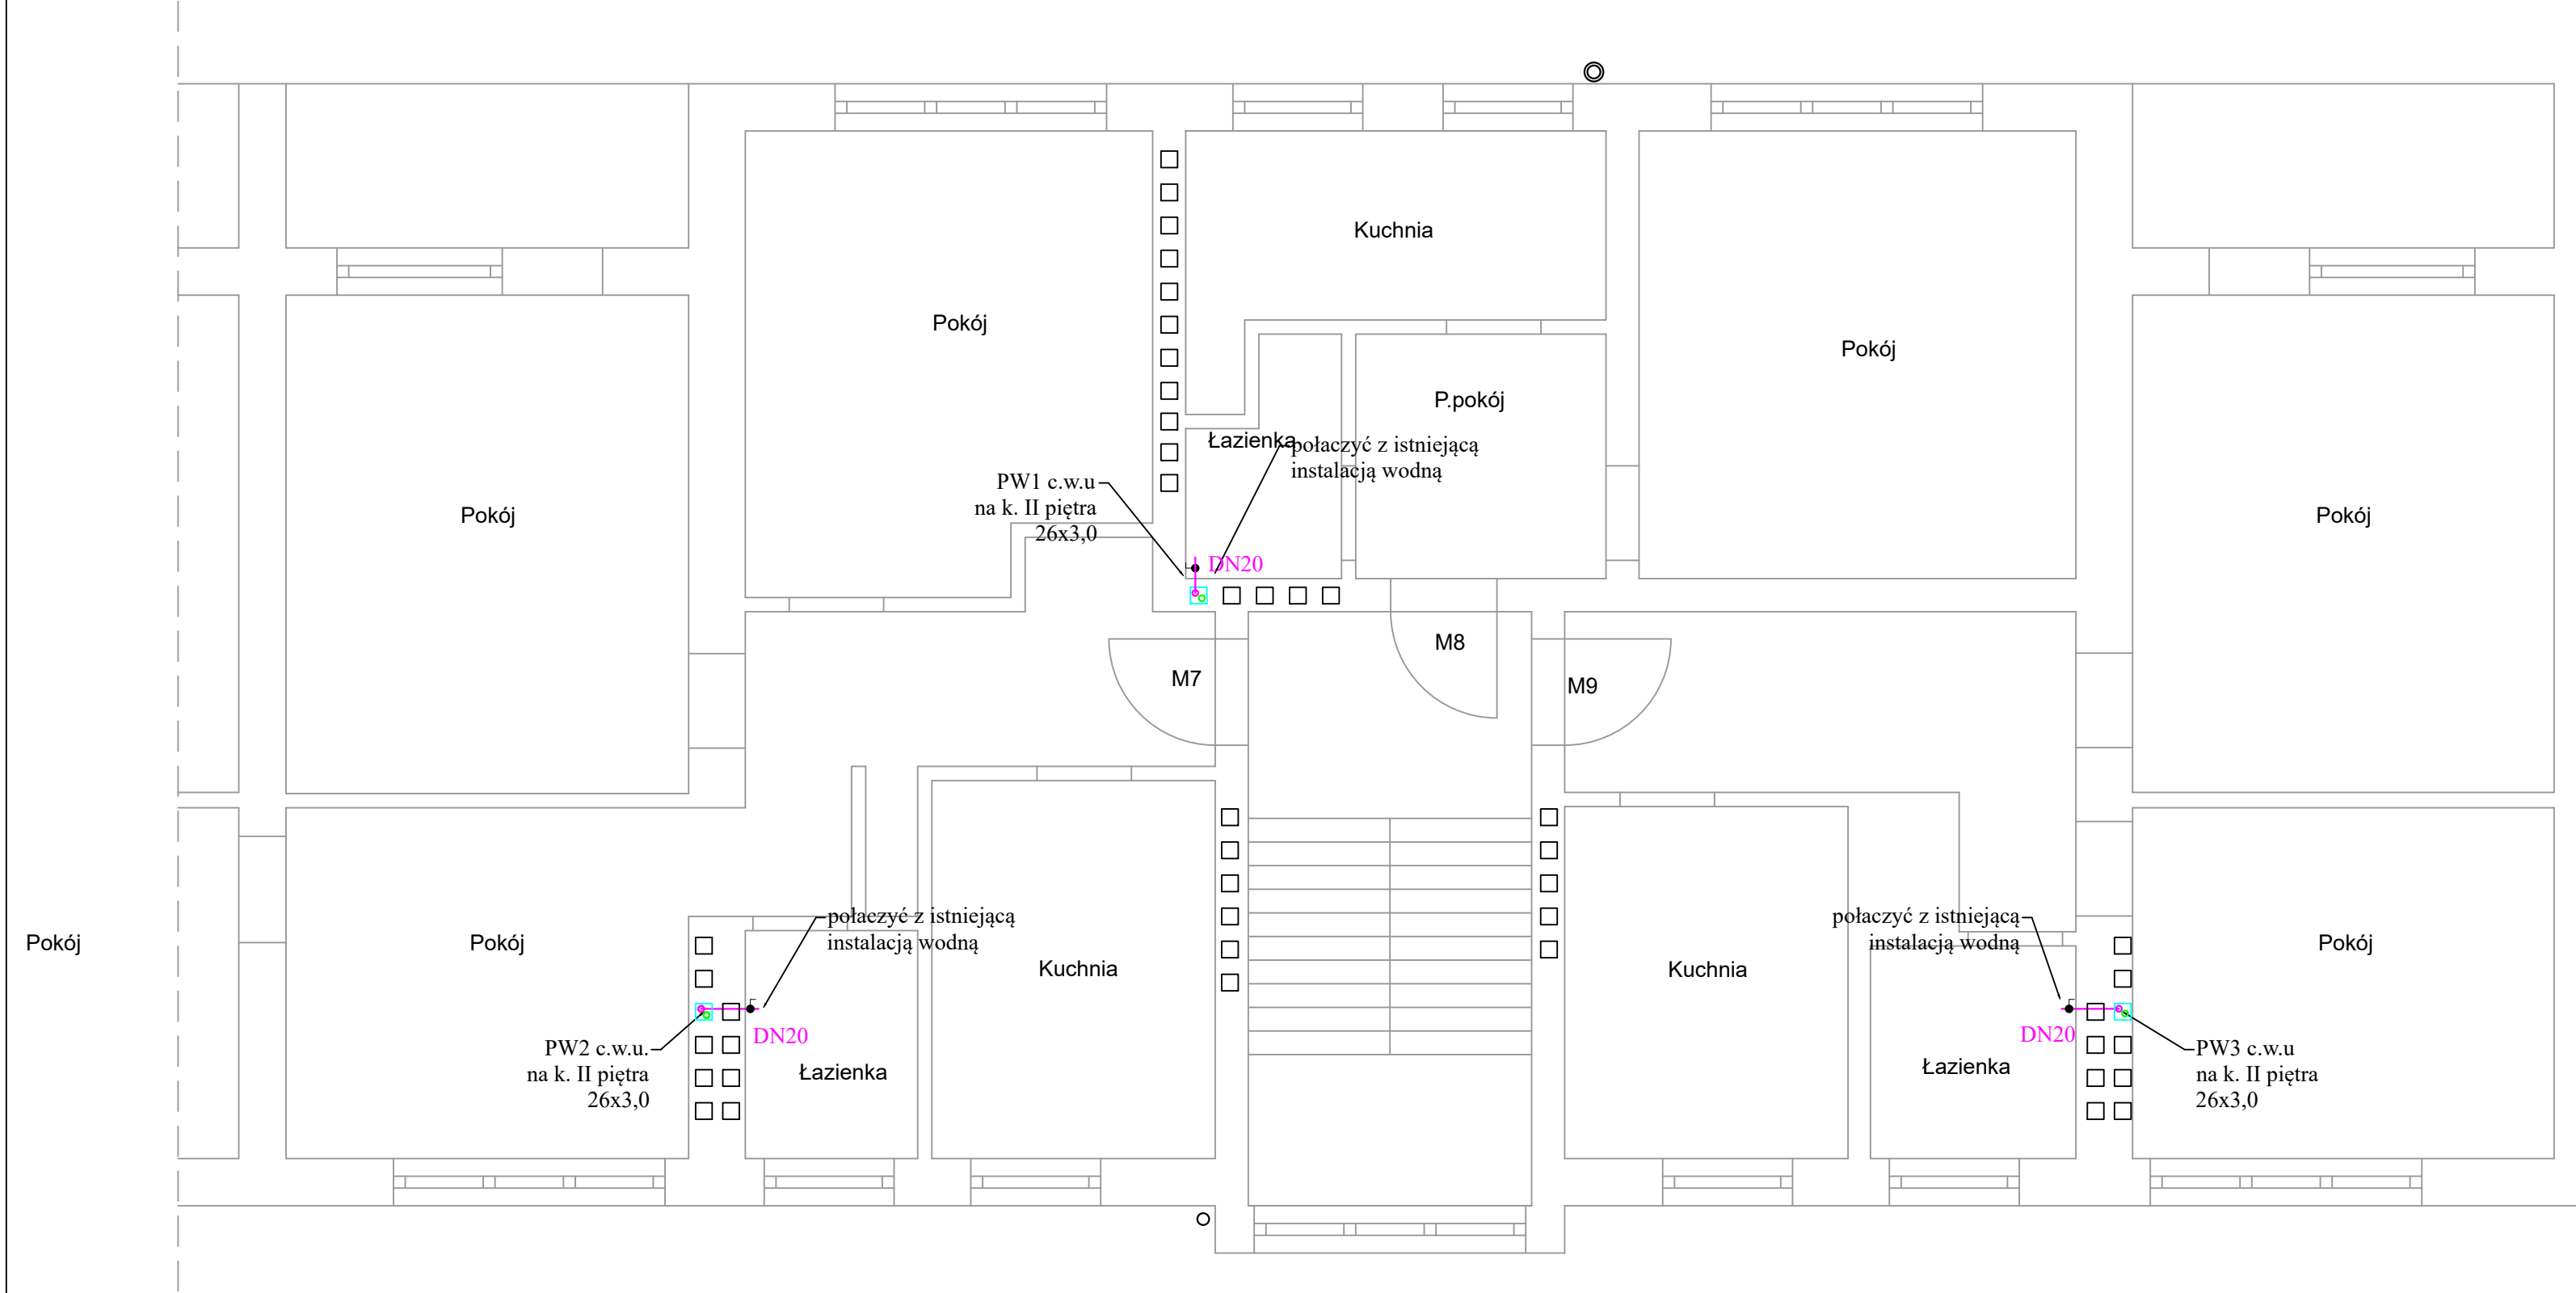 Kuchnia
Pokój
Pokój
P.pokój
Łazienka
połaczyć z istniejącą
instalacją wodną
PW1 c.w.u
na k. II piętra
26x3,0
DN20
Pokój
Pokój
M8
M7
M9
Pokój
Pokój
połaczyć z istniejącą
instalacją wodną
Kuchnia
Kuchnia
połaczyć z istniejącą
instalacją wodną
Pokój
DN20
DN20
PW2 c.w.u.
na k. II piętra
26x3,0
Łazienka
Łazienka
PW3 c.w.u
na k. II piętra
26x3,0